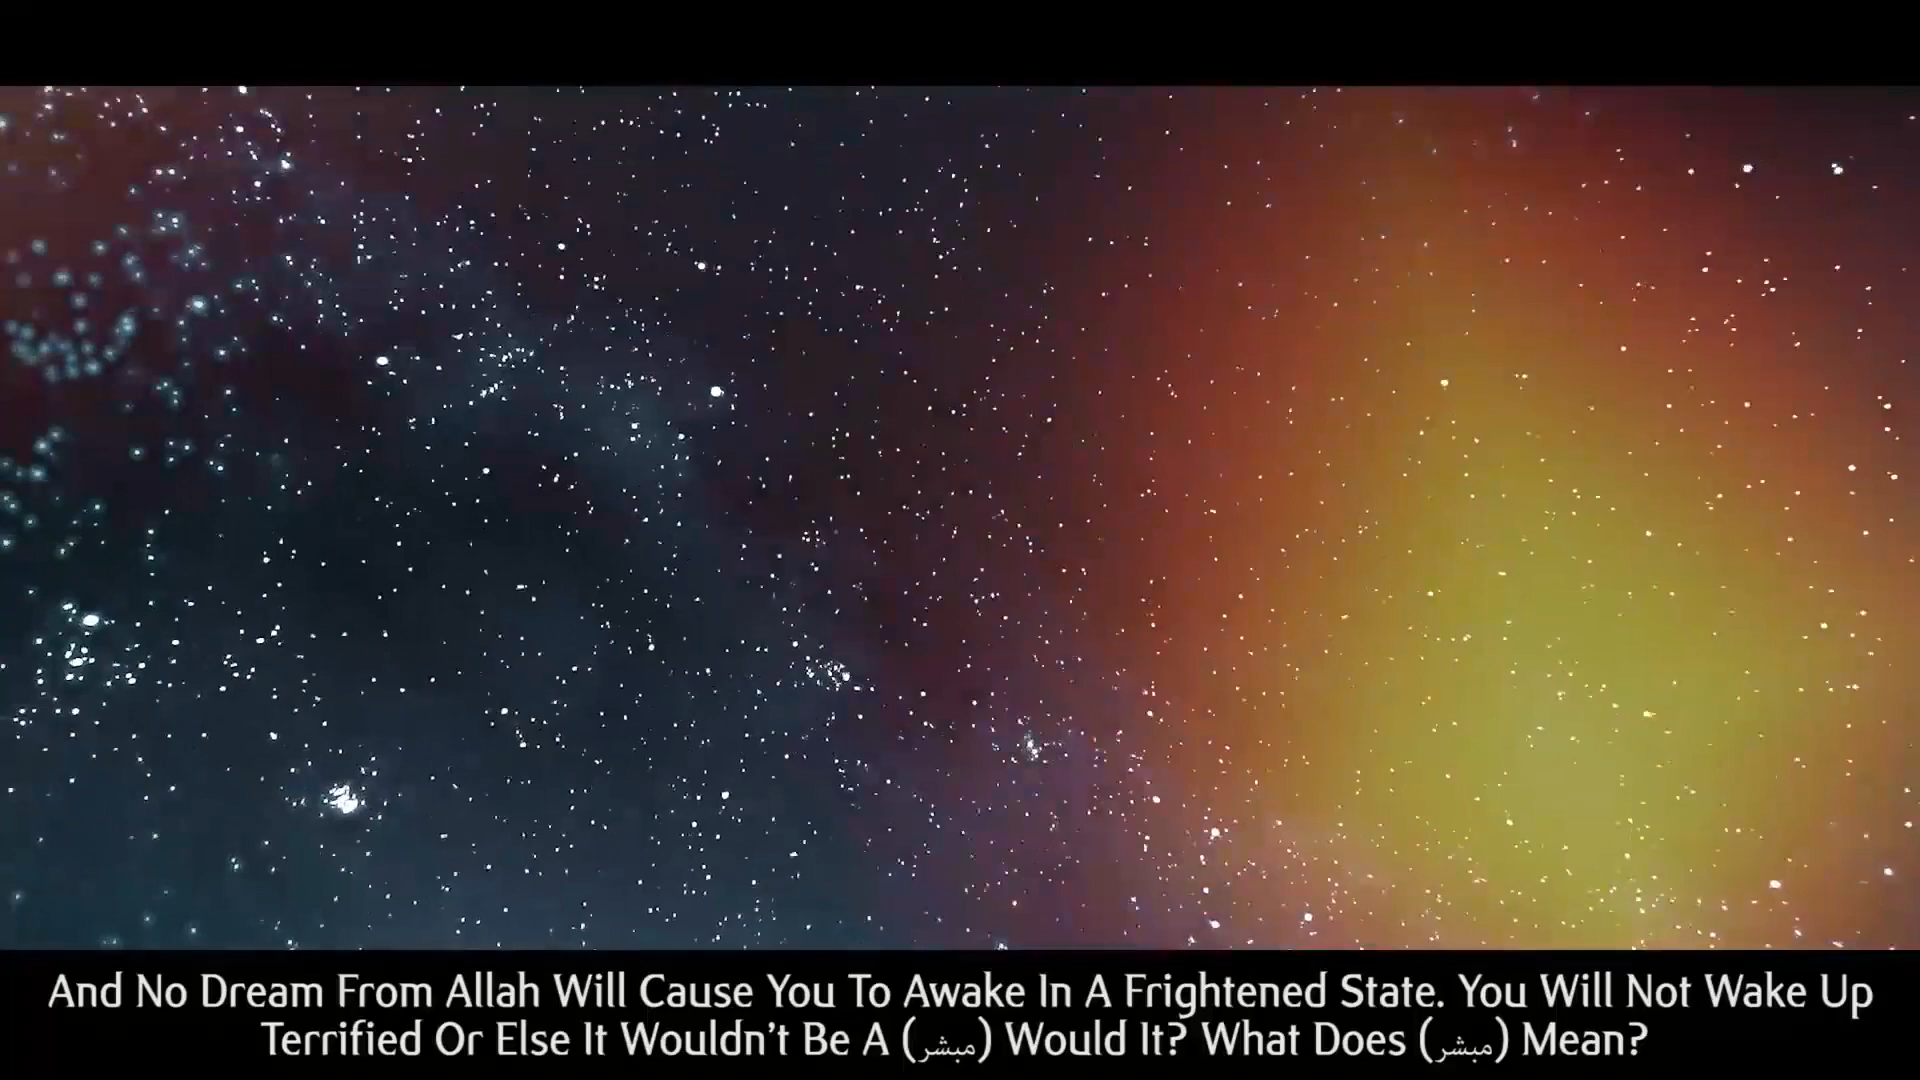 And No Dream From Allah Will Cause You To Awake In A Frightened State. You Will Not Wake Up
Terrified Or Else It Wouldn't Be A (مبشر) Would It? What Does (مبشر) Mean?